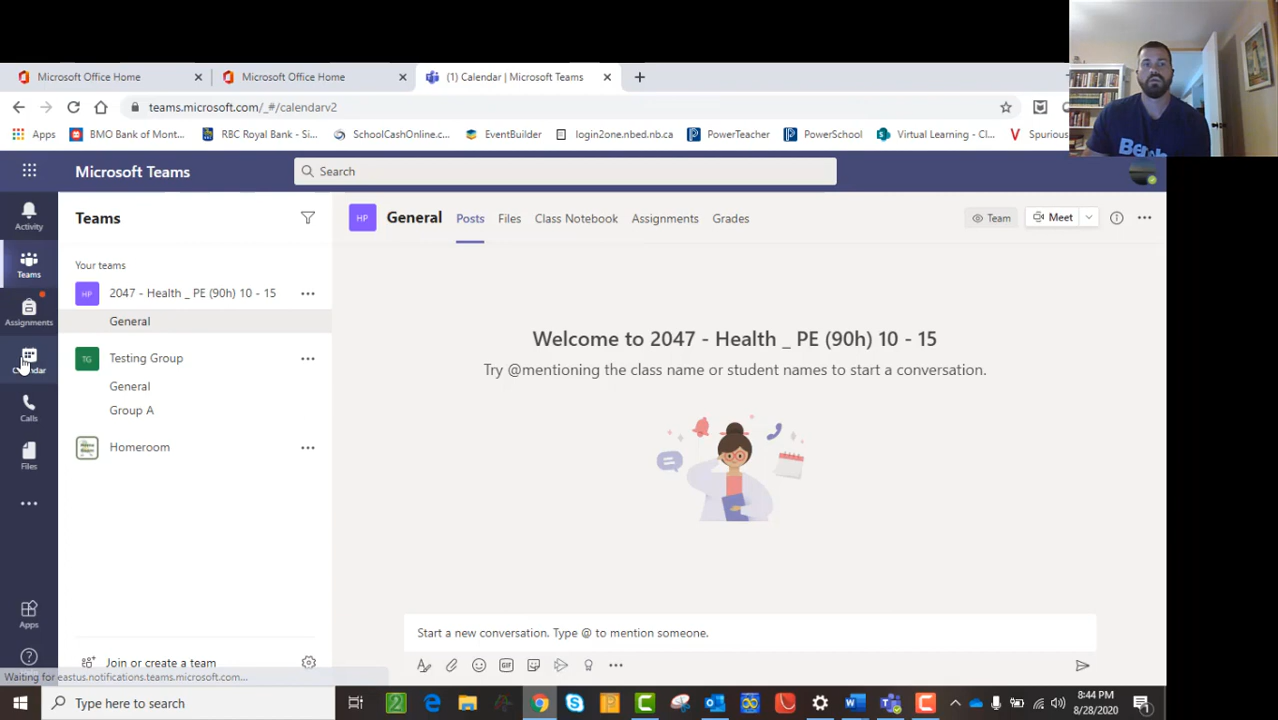 Microsoft Office Home
Microsoft Office Home
(1) Calendar | Microsoft Teams
teams.microsoft.com/_#/calendarv2
Apps
BMO Bank of Mont...
RBC Royal Bank - Si...
SchoolCashOnline.c...
EventBuilder
login2one.nbed.nb.ca
PowerTeacher
PowerSchool
Virtual Learning - Cl...
Spurious
Microsoft Teams
Search
Activity
Teams
Assignments
Calendar
Calls
Files
Apps
Teams
Your teams
HP
2047 - Health _ PE (90h) 10 - 15
General
TG
Testing Group
General
Group A
Homeroom
Join or create a team
HP
General
Posts
Files
Class Notebook
Assignments
Grades
Team
Meet
Welcome to 2047 - Health _ PE (90h) 10 - 15
Try @mentioning the class name or student names to start a conversation.
Start a new conversation. Type @ to mention someone.
GIF
Waiting for eastus.notifications.teams.microsoft.com...
Type here to search
8:44 PM
8/28/2020